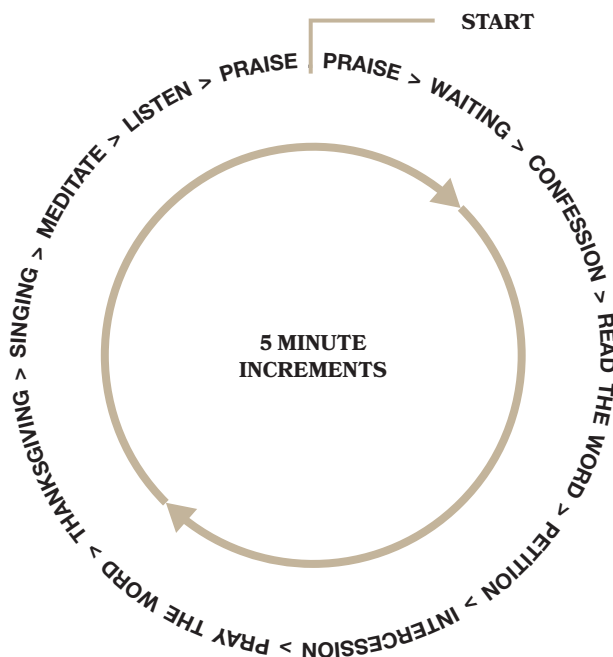 START
PRAISE > WAITING > CONFESSION > READ THE WORD > PETITION > INTERCESSION > PRAY THE WORD > THANKSGIVING > SINGING > MEDITATE > LISTEN > PRAISE
5 MINUTE
INCREMENTS